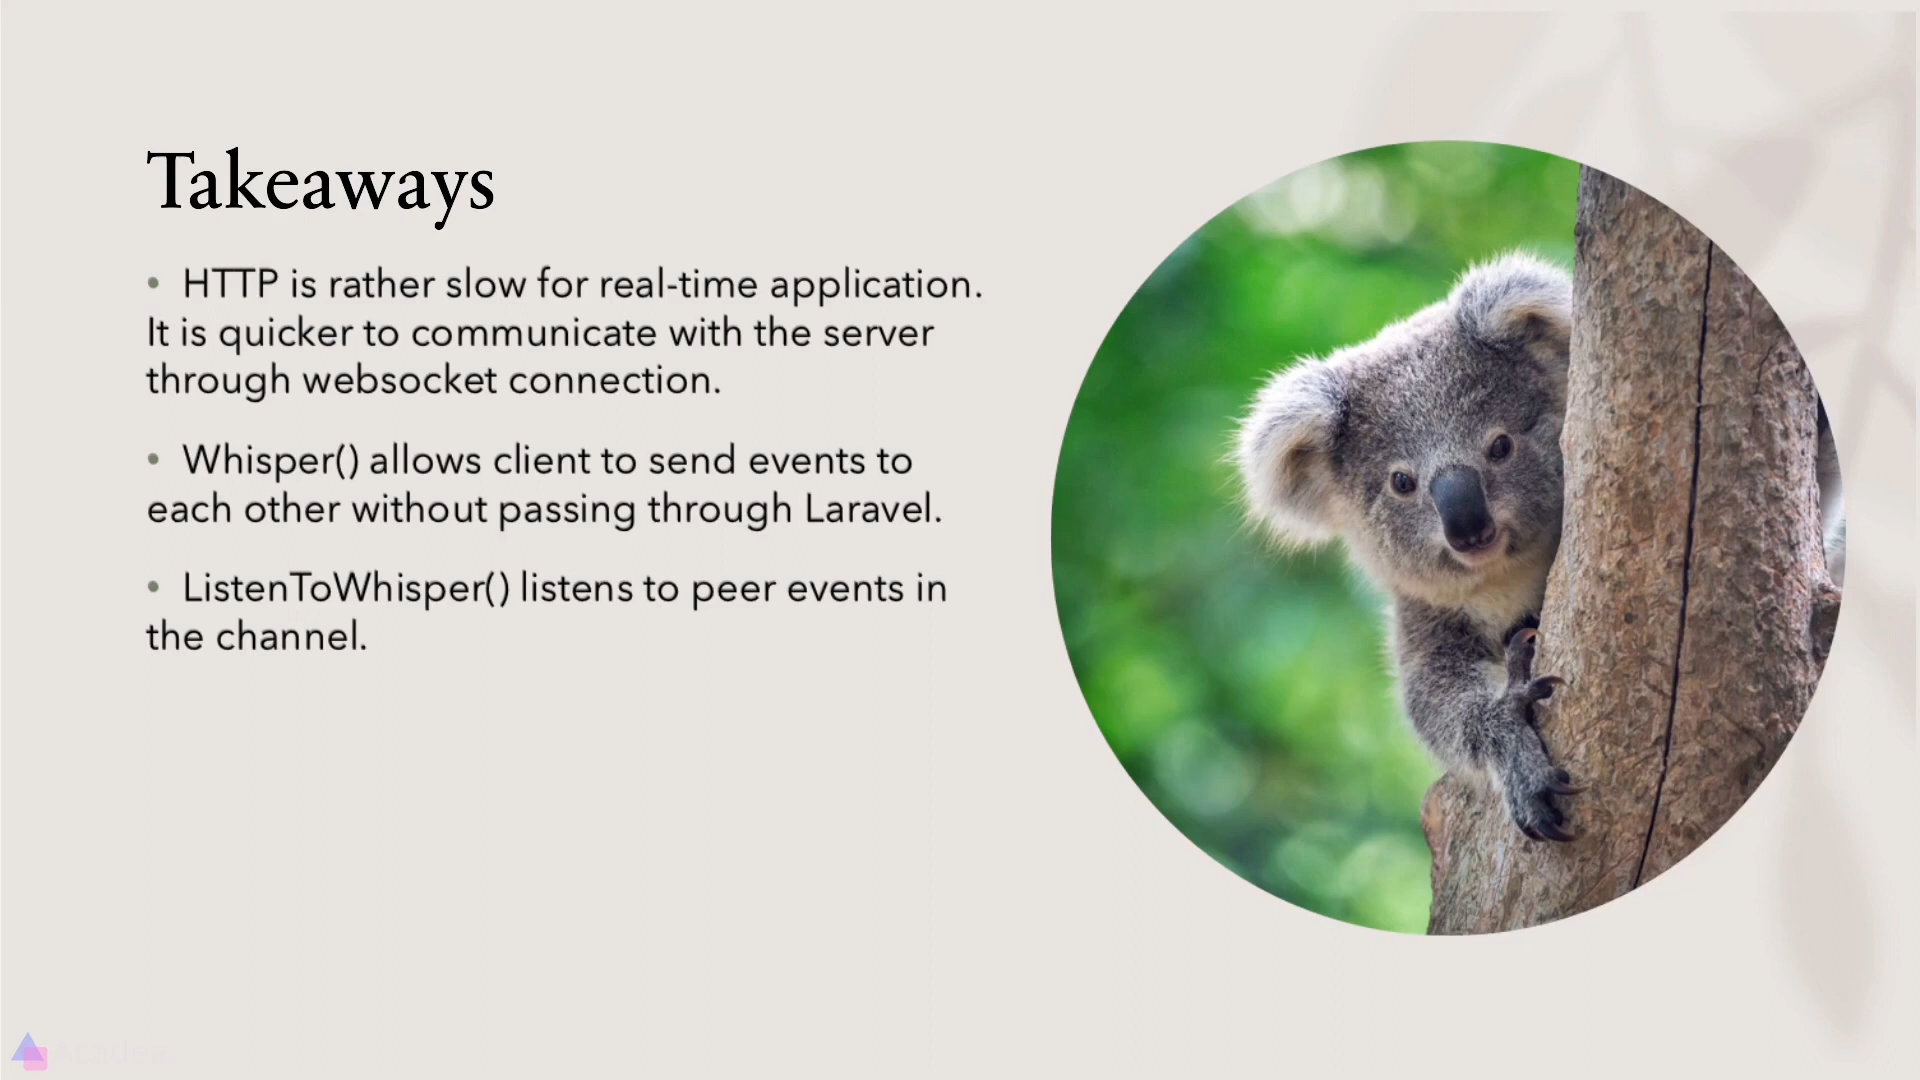 Takeaways
• HTTP is rather slow for real-time application.
It is quicker to communicate with the server
through websocket connection.
• Whisper() allows client to send events to
each other without passing through Laravel.
• ListenToWhisper() listens to peer events in
the channel.